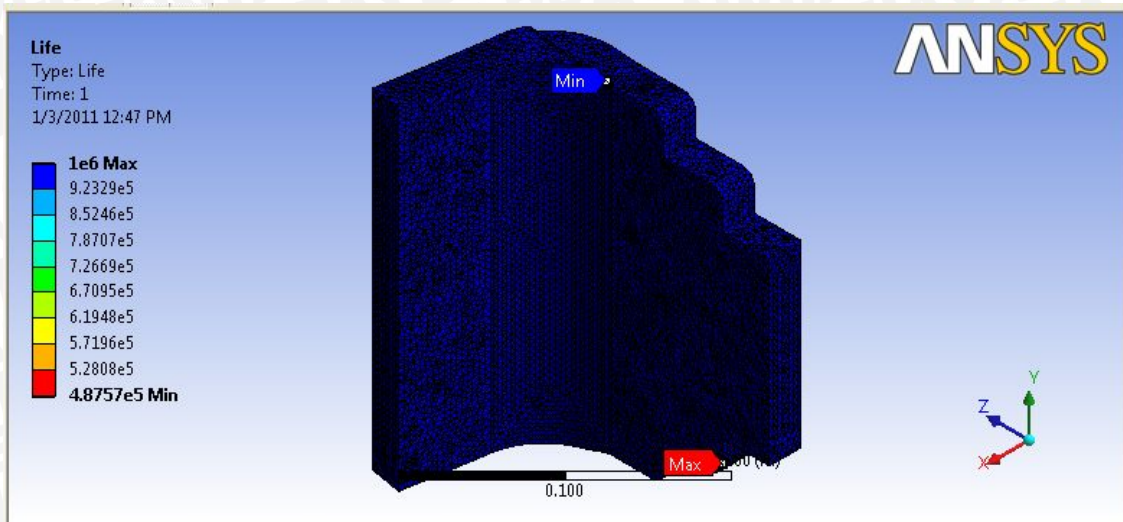 Life
Type: Life
Time: 1
1/3/2011 12:47 PM
1e6 Max
9.2329e5
8.5246e5
7.8707e5
7.2669e5
6.7095e5
6.1948e5
5.7196e5
5.2808e5
4.8757e5 Min
ANSYS
Min
Max
0.100
Y
Z
X